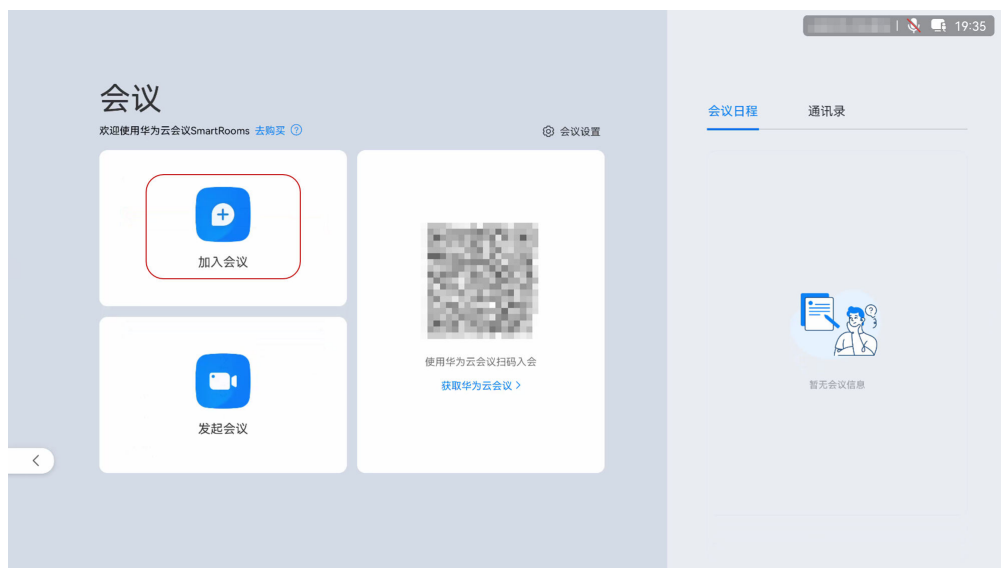 19:35
会议
欢迎使用华为云会议SmartRooms 去购买
会议设置
加入会议
发起会议
使用华为云会议扫码入会
获取华为云会议
会议日程
通讯录
暂无会议信息